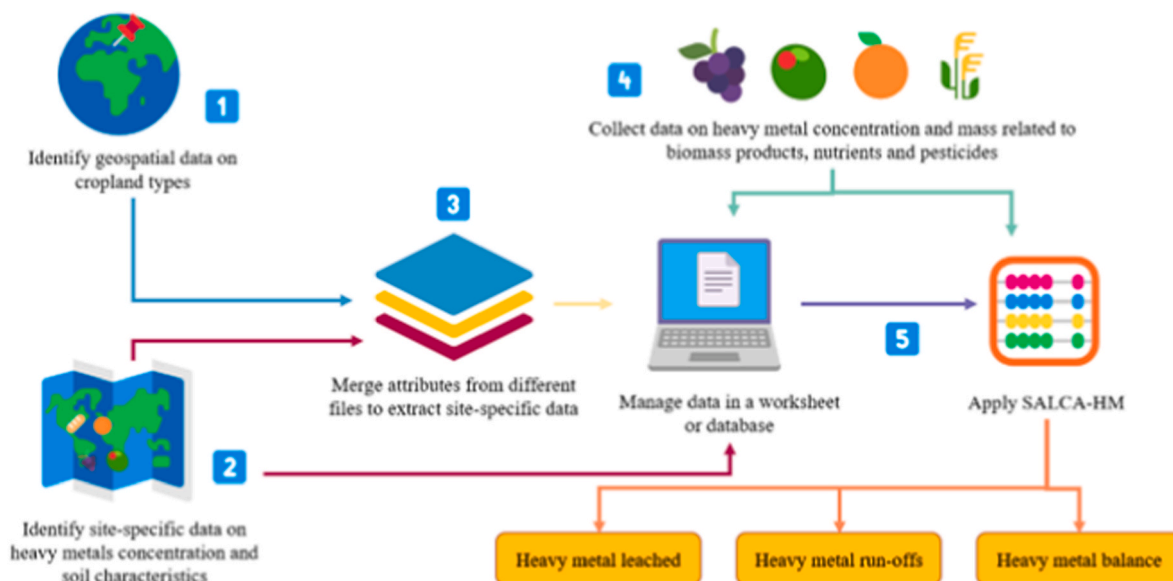 1
Identify geospatial data on
cropland types
2
Identify site-specific data on
heavy metals concentration and
soil characteristics
3
Merge attributes from different
files to extract site-specific data
4
Collect data on heavy metal concentration and mass related to
biomass products, nutrients and pesticides
Manage data in a worksheet
or database
5
Apply SALCA-HM
Heavy metal leached
Heavy metal run-offs
Heavy metal balance